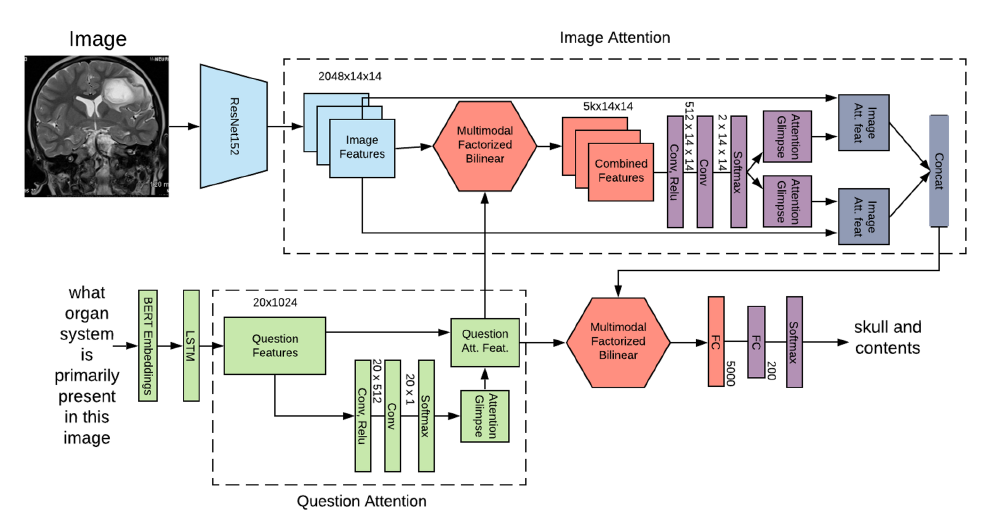 Image
Image Attention
2048x14x14
ResNet152
Image
Features
Multimodal
Factorized
Bilinear
5kx14x14
Combined
Features
Conv, Relu
512 x 14 x 14
Conv
2 x 14 x 14
Softmax
Attention
Glimpse
Attention
Glimpse
Image
Att. feat
Image
Att. feat
Concat
what
organ
system
is
primarily
present
in this
image
BERT Embeddings
LSTM
20x1024
Question
Features
Conv, Relu
20 x 512
Conv
20 x 1
Softmax
Attention
Glimpse
Question
Att. Feat.
Question Attention
Multimodal
Factorized
Bilinear
FC
5000
FC
200
Softmax
skull and
contents